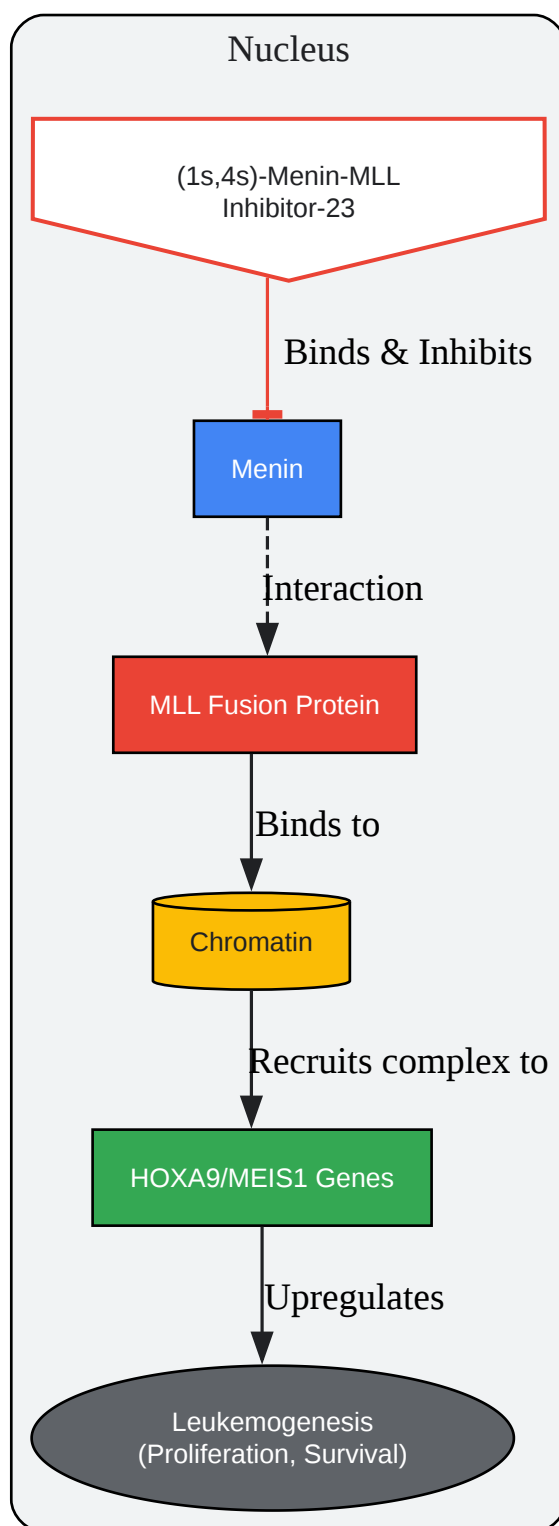 Nucleus
(1s,4s)-Menin-MLL
Inhibitor-23
Binds & Inhibits
Menin
Interaction
MLL Fusion Protein
Binds to
Chromatin
Recruits complex to
HOXA9/MEIS1 Genes
Upregulates
Leukemogenesis
(Proliferation, Survival)